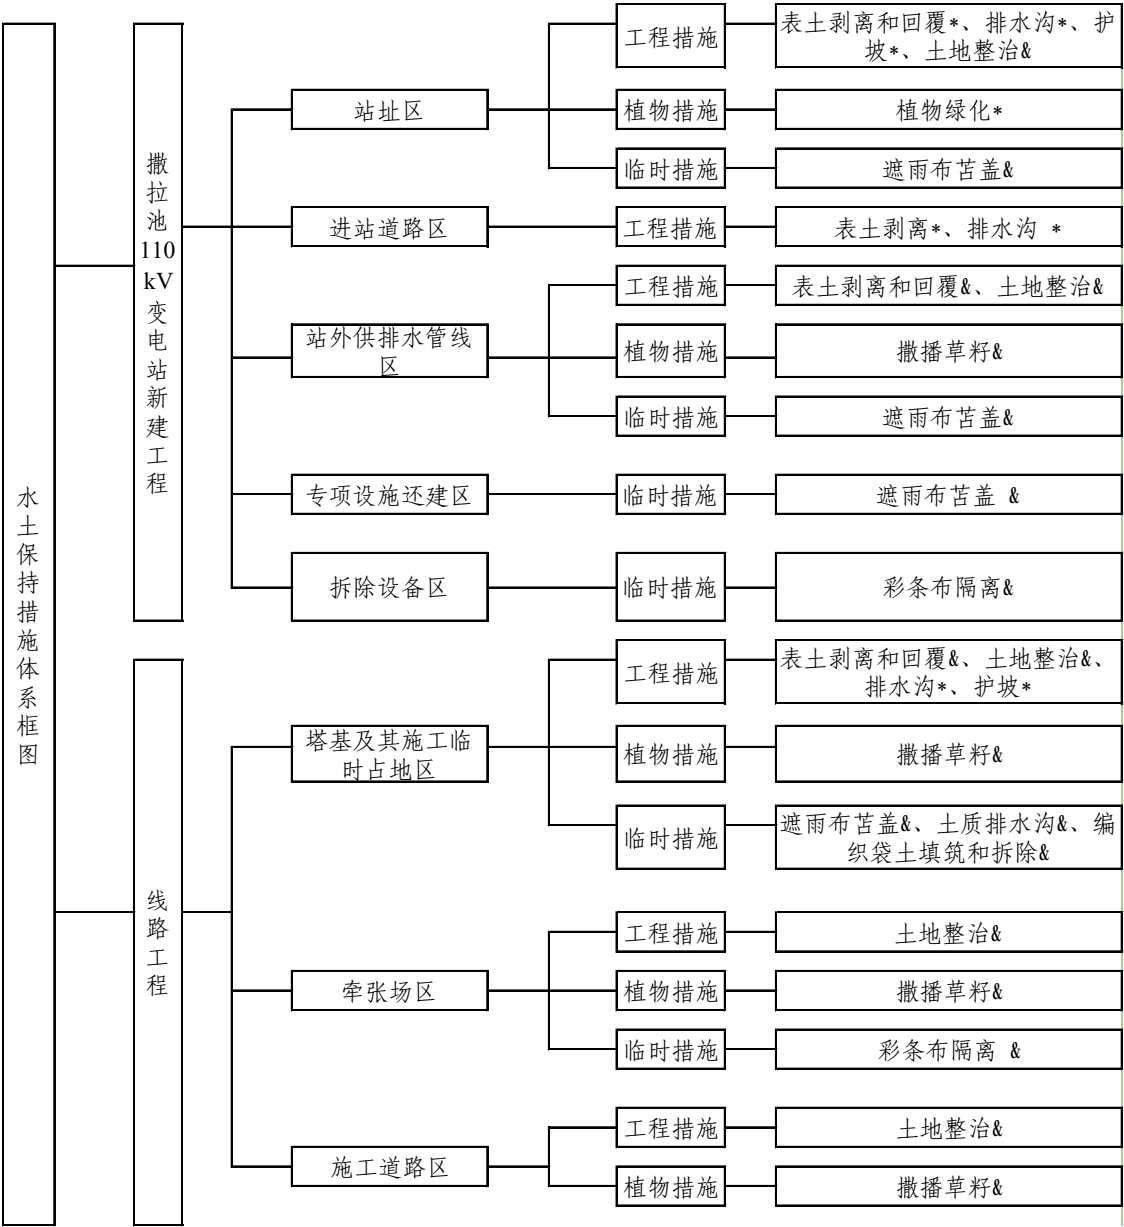 水土保持措施体系框图
撒拉池110kV变电站新建工程
站址区
工程措施
表土剥离和回覆*、排水沟*、护
坡*、土地整治&
植物措施
植物绿化*
临时措施
遮雨布苫盖&
进站道路区
工程措施
表土剥离*、排水沟 *
站外供排水管线
区
工程措施
表土剥离和回覆&、土地整治&
植物措施
撒播草籽&
临时措施
遮雨布苫盖&
专项设施还建区
临时措施
遮雨布苫盖 &
拆除设备区
临时措施
彩条布隔离&
线路工程
塔基及其施工临
时占地区
工程措施
表土剥离和回覆&、土地整治&、
排水沟*、护坡*
植物措施
撒播草籽&
临时措施
遮雨布苫盖&、土质排水沟&、编
织袋土填筑和拆除&
牵张场区
工程措施
土地整治&
植物措施
撒播草籽&
临时措施
彩条布隔离 &
施工道路区
工程措施
土地整治&
植物措施
撒播草籽&